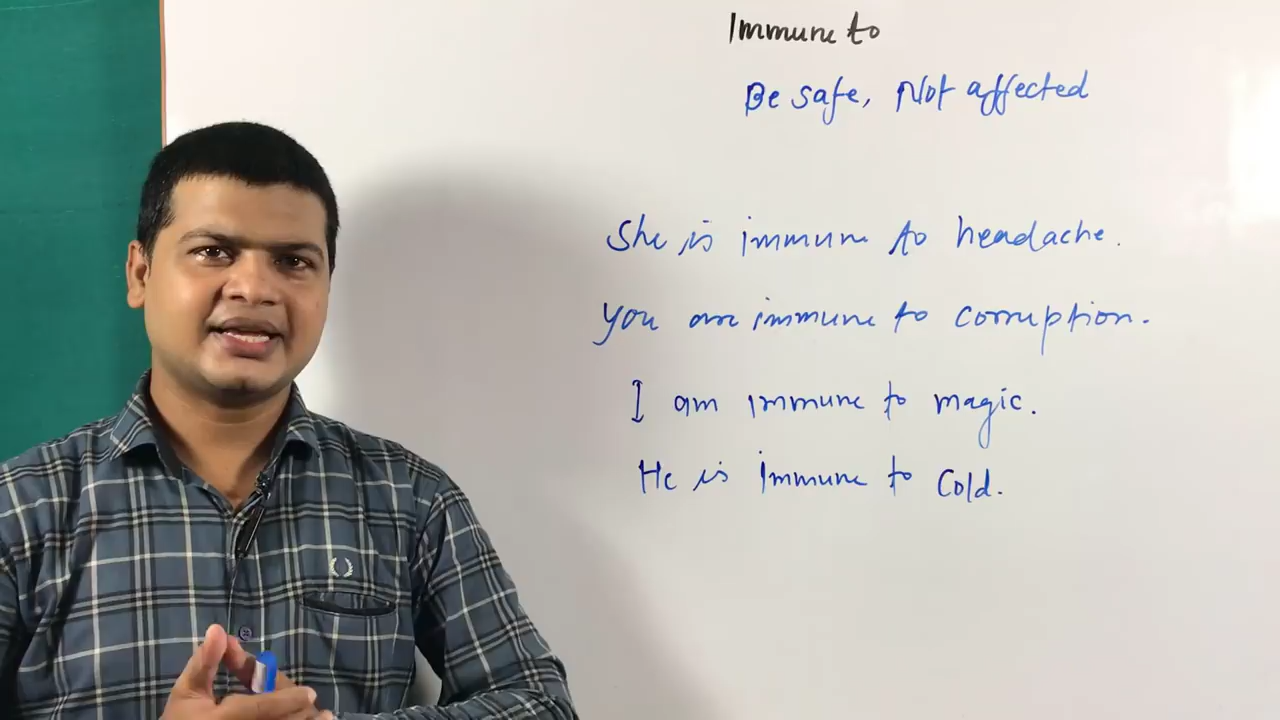 Immune to
Be safe, Not affected
She is immune to headache.
You are immune to corruption.
I am immune to magic.
He is immune to Cold.